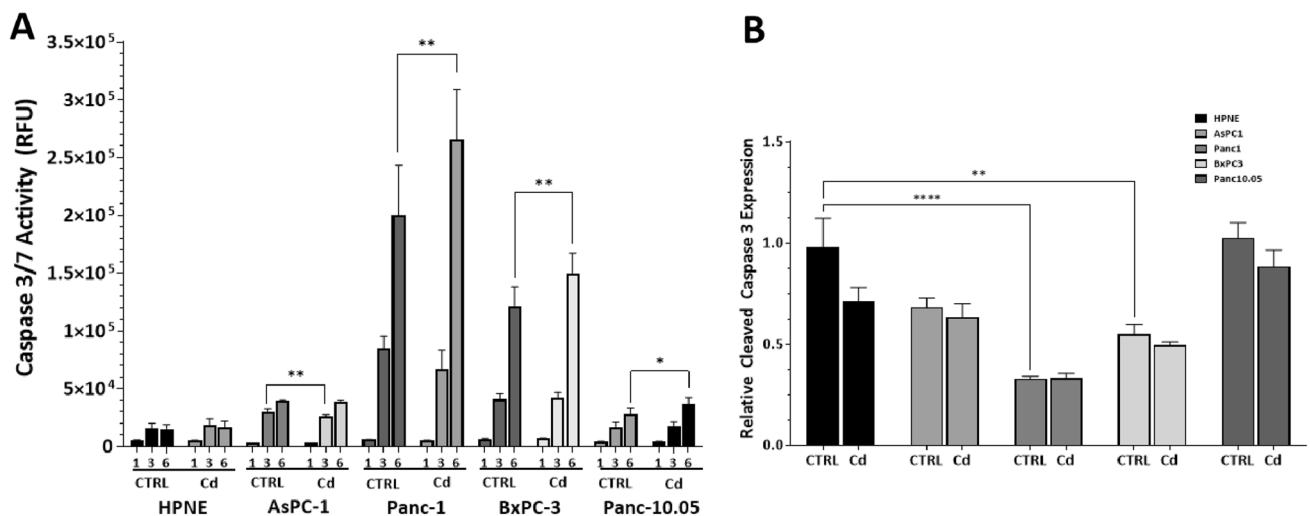 A
Caspase 3/7 Activity (RFU)
3.5×10⁵
3×10⁵
2.5×10⁵
2×10⁵
1.5×10⁵
1×10⁵
5×10⁴
0
**
**
**
*
1 3 6 1 3 6 1 3 6 1 3 6 1 3 6 1 3 6 1 3 6 1 3 6 1 3 6 1 3 6
CTRL Cd CTRL Cd CTRL Cd CTRL Cd CTRL Cd
HPNE AsPC-1 Panc-1 BxPC-3 Panc-10.05
B
Relative Cleaved Caspase 3 Expression
HPNE
AsPC1
Panc1
BxPC3
Panc10.05
1.5
1.0
0.5
0.0
**
****
CTRL Cd CTRL Cd CTRL Cd CTRL Cd CTRL Cd